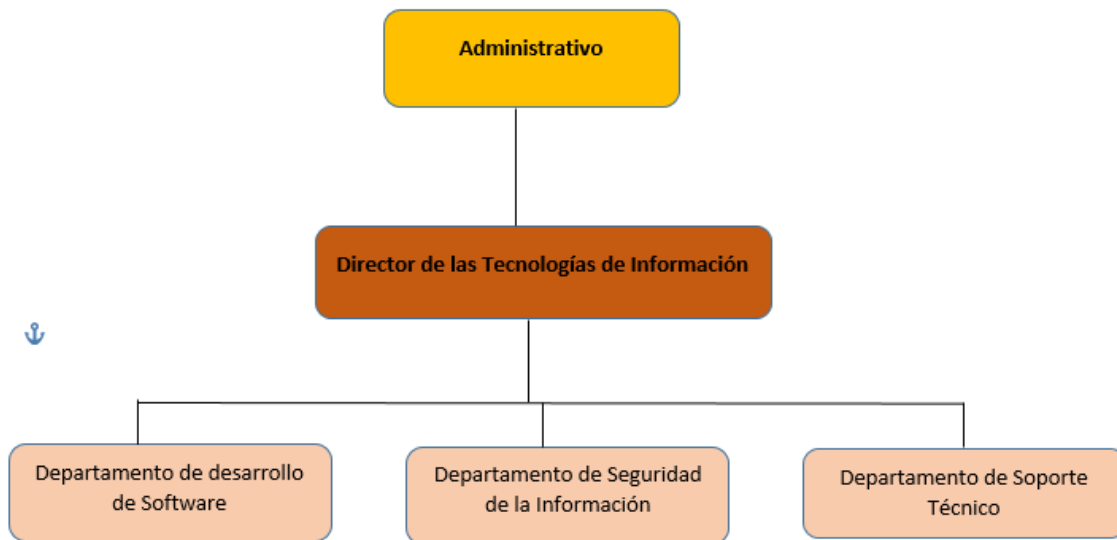 Administrativo
Director de las Tecnologías de Información
Departamento de desarrollo
de Software
Departamento de Seguridad
de la Información
Departamento de Soporte
Técnico